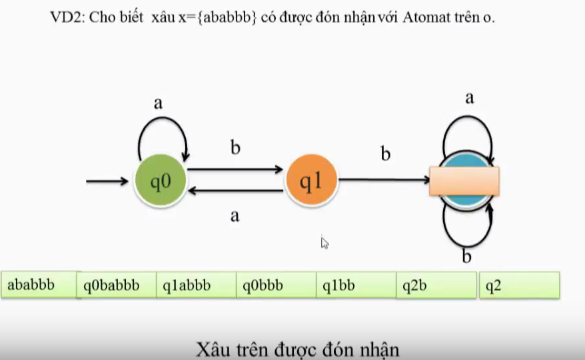 VD2: Cho biết xâu x={ababbb} có được đón nhận với Atomat trên o.
a
a
b
b
q0
q1
a
b
ababbb q0babbb q1abbb q0bbb q1bb q2b q2
Xâu trên được đón nhận